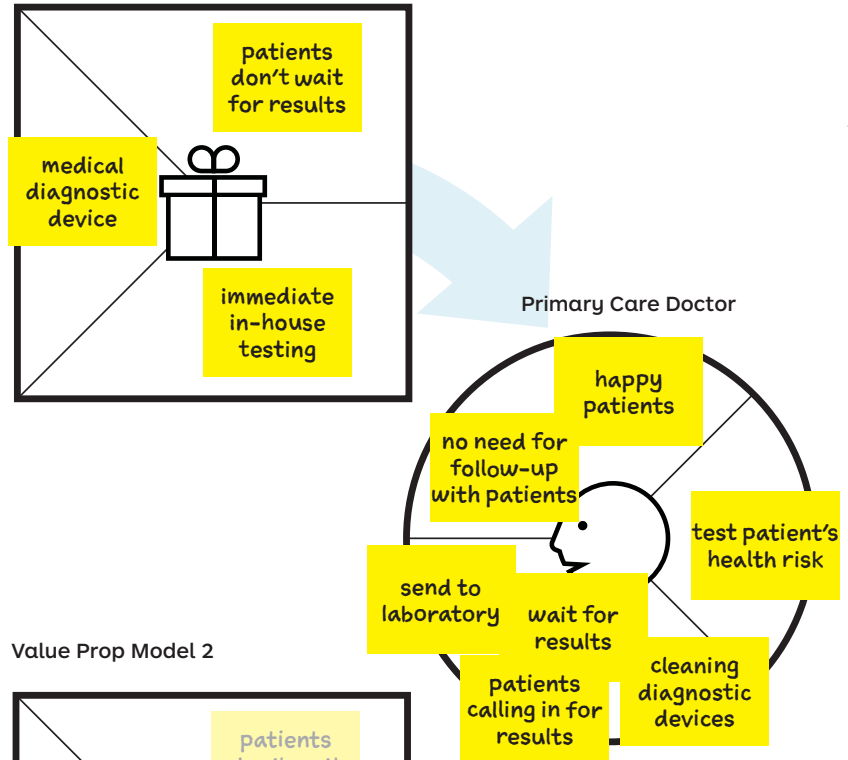 patients
don't wait
for results
medical
diagnostic
device
immediate
in-house
testing
Primary Care Doctor
happy
patients
no need for
follow-up
with patients
test patient's
health risk
send to
laboratory
wait for
results
patients
calling in for
results
cleaning
diagnostic
devices
Value Prop Model 2
patients